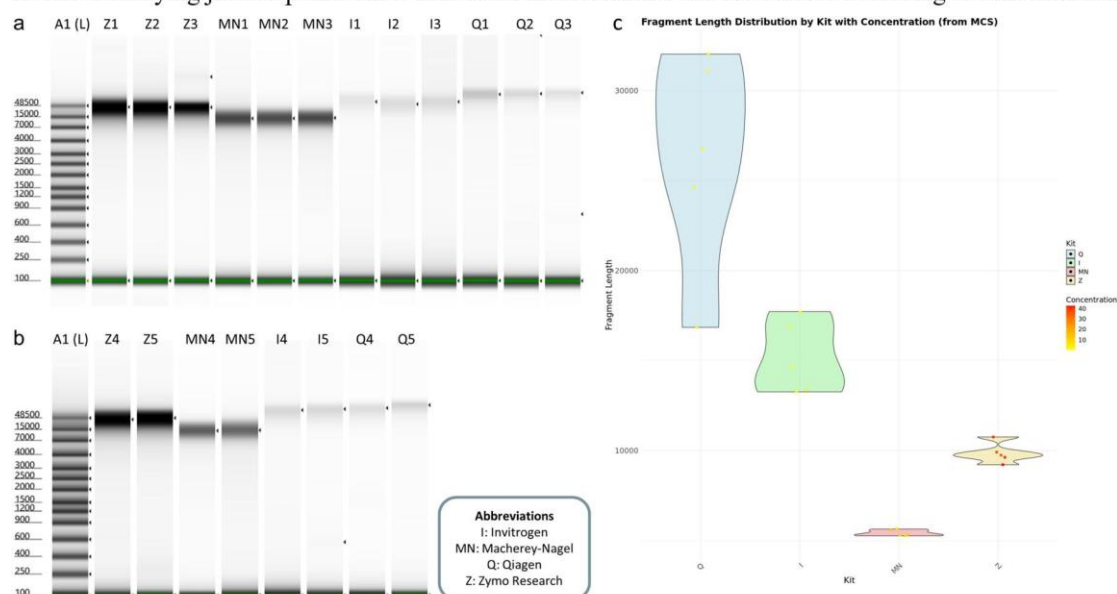 a
A1 (L) Z1 Z2 Z3 MN1 MN2 MN3 I1 I2 I3 Q1 Q2 Q3
48500
15000
7000
4000
3000
2500
2000
1500
1200
900
600
400
250
100
b
A1 (L) Z4 Z5 MN4 MN5 I4 I5 Q4 Q5
48500
15000
7000
4000
3000
2500
2000
1500
1200
900
600
400
250
100
Abbreviations
I: Invitrogen
MN: Macherey-Nagel
Q: Qiagen
Z: Zymo Research
c
Fragment Length Distribution by Kit with Concentration (from MCS)
Fragment Length
30000
20000
10000
Q I MN Z
Kit
Kit
Q
I
MN
Z
Concentration
40
30
20
10